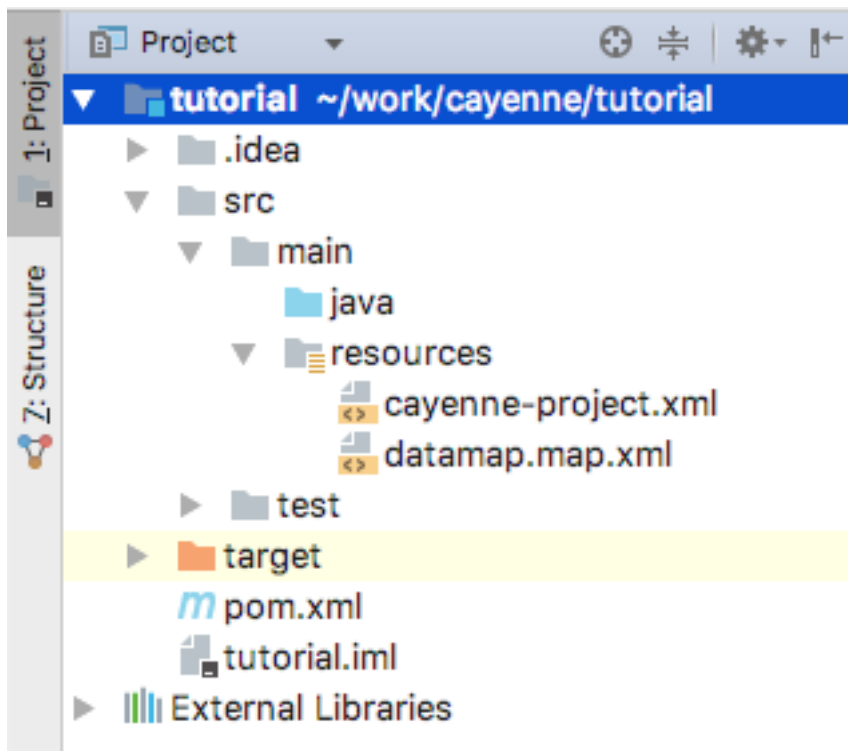 Project
1: Project
7: Structure
tutorial ~/work/cayenne/tutorial
.idea
src
main
java
resources
cayenne-project.xml
datamap.map.xml
test
target
pom.xml
tutorial.iml
External Libraries